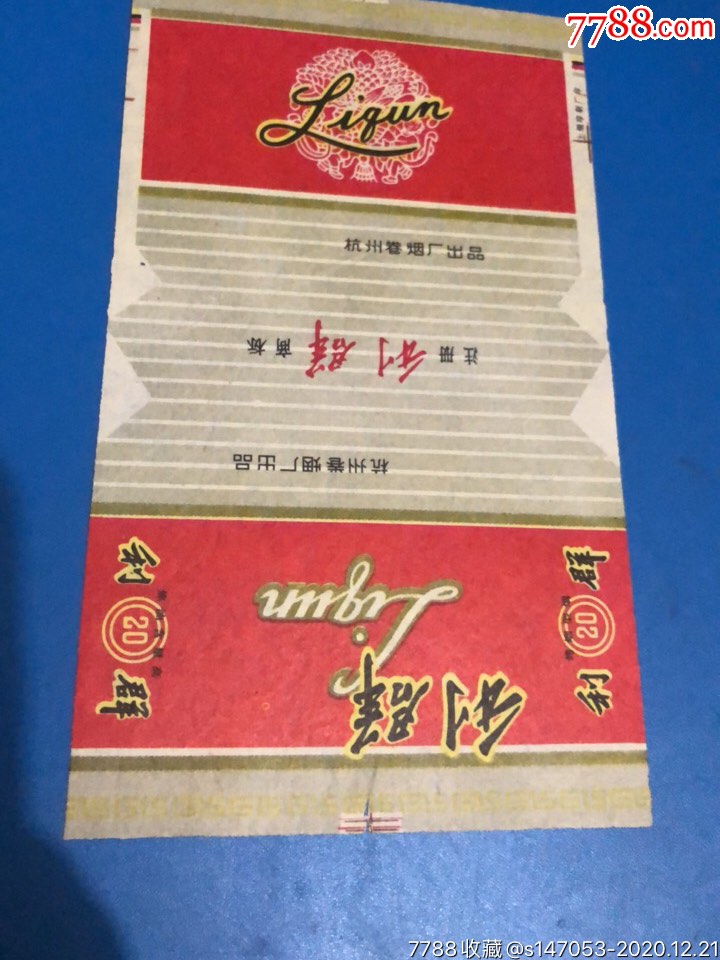 7788.com
Liqun
杭州卷烟厂出品
注册 利群 商标
杭州卷烟厂出品
利 20 群
群 20 利
Liqun
利群
7788收藏@s147053-2020.12.21